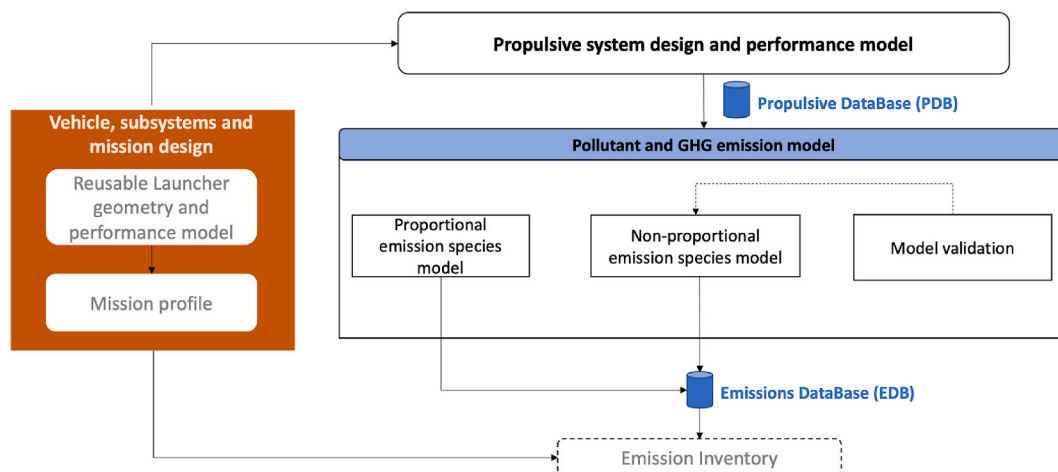 Propulsive system design and performance model
Propulsive DataBase (PDB)
Vehicle, subsystems and
mission design
Reusable Launcher
geometry and
performance model
Mission profile
Pollutant and GHG emission model
Proportional
emission species
model
Non-proportional
emission species model
Model validation
Emissions DataBase (EDB)
Emission Inventory